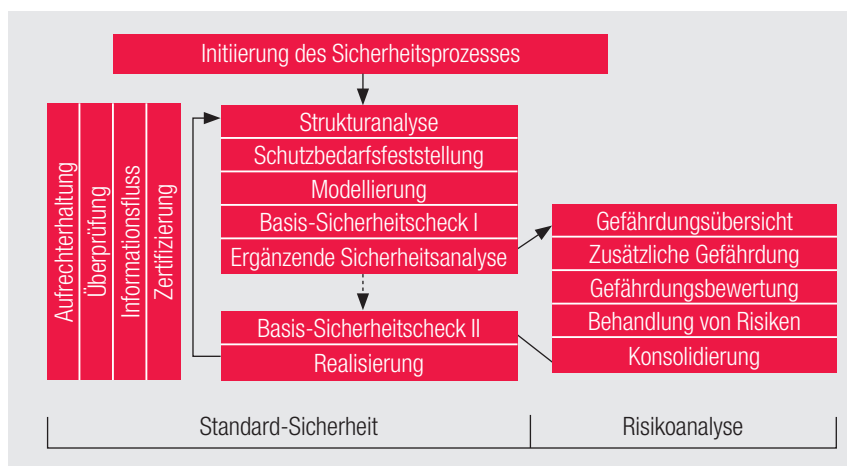 Initiierung des Sicherheitsprozesses
Aufrechterhaltung
Überprüfung
Informationsfluss
Zertifizierung
Strukturanalyse
Schutzbedarfsfeststellung
Modellierung
Basis-Sicherheitscheck I
Ergänzende Sicherheitsanalyse
Basis-Sicherheitscheck II
Realisierung
Gefährdungsübersicht
Zusätzliche Gefährdung
Gefährdungsbewertung
Behandlung von Risiken
Konsolidierung
Standard-Sicherheit
Risikoanalyse